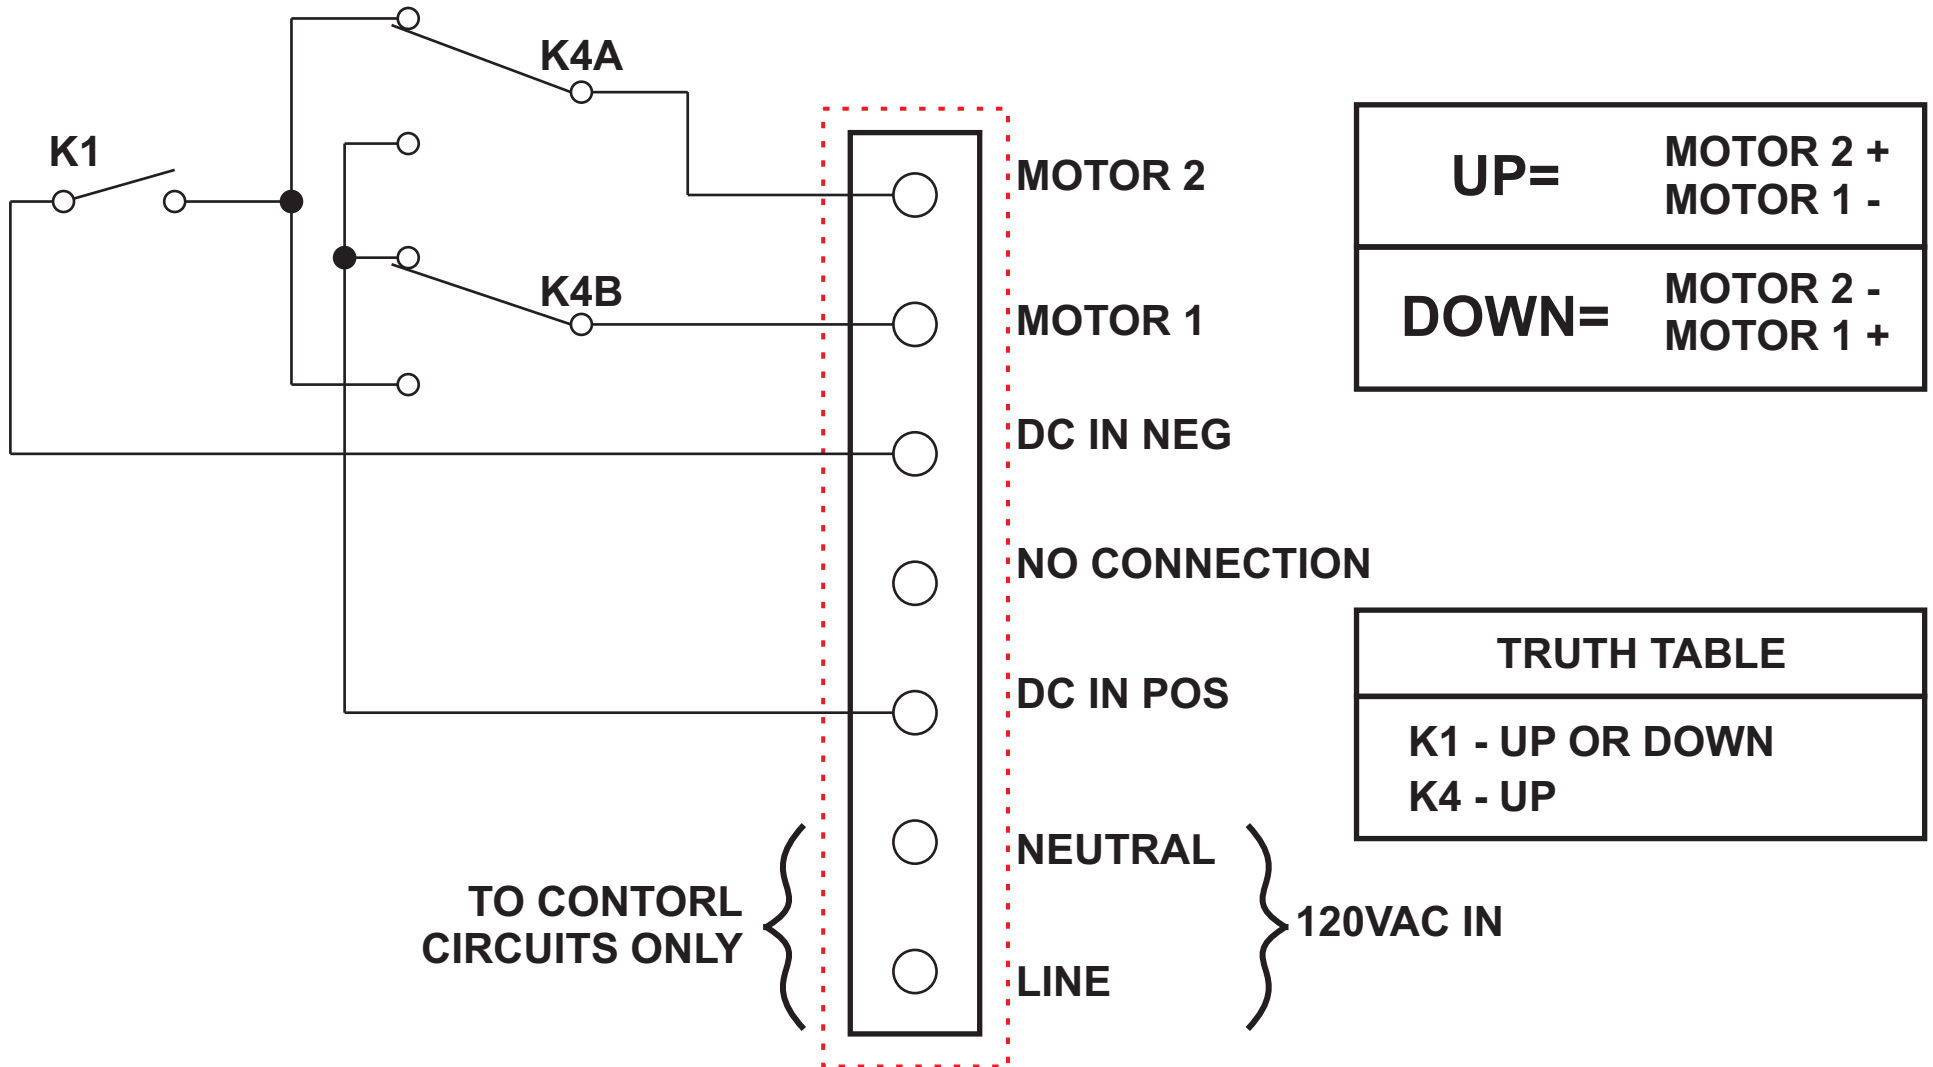 K4A
K1
K4B
MOTOR 2
MOTOR 1
DC IN NEG
NO CONNECTION
DC IN POS
NEUTRAL
LINE
TO CONTORL
CIRCUITS ONLY
120VAC IN
UP=
MOTOR 2 +
MOTOR 1 -
DOWN=
MOTOR 2 -
MOTOR 1 +
TRUTH TABLE
K1 - UP OR DOWN
K4 - UP